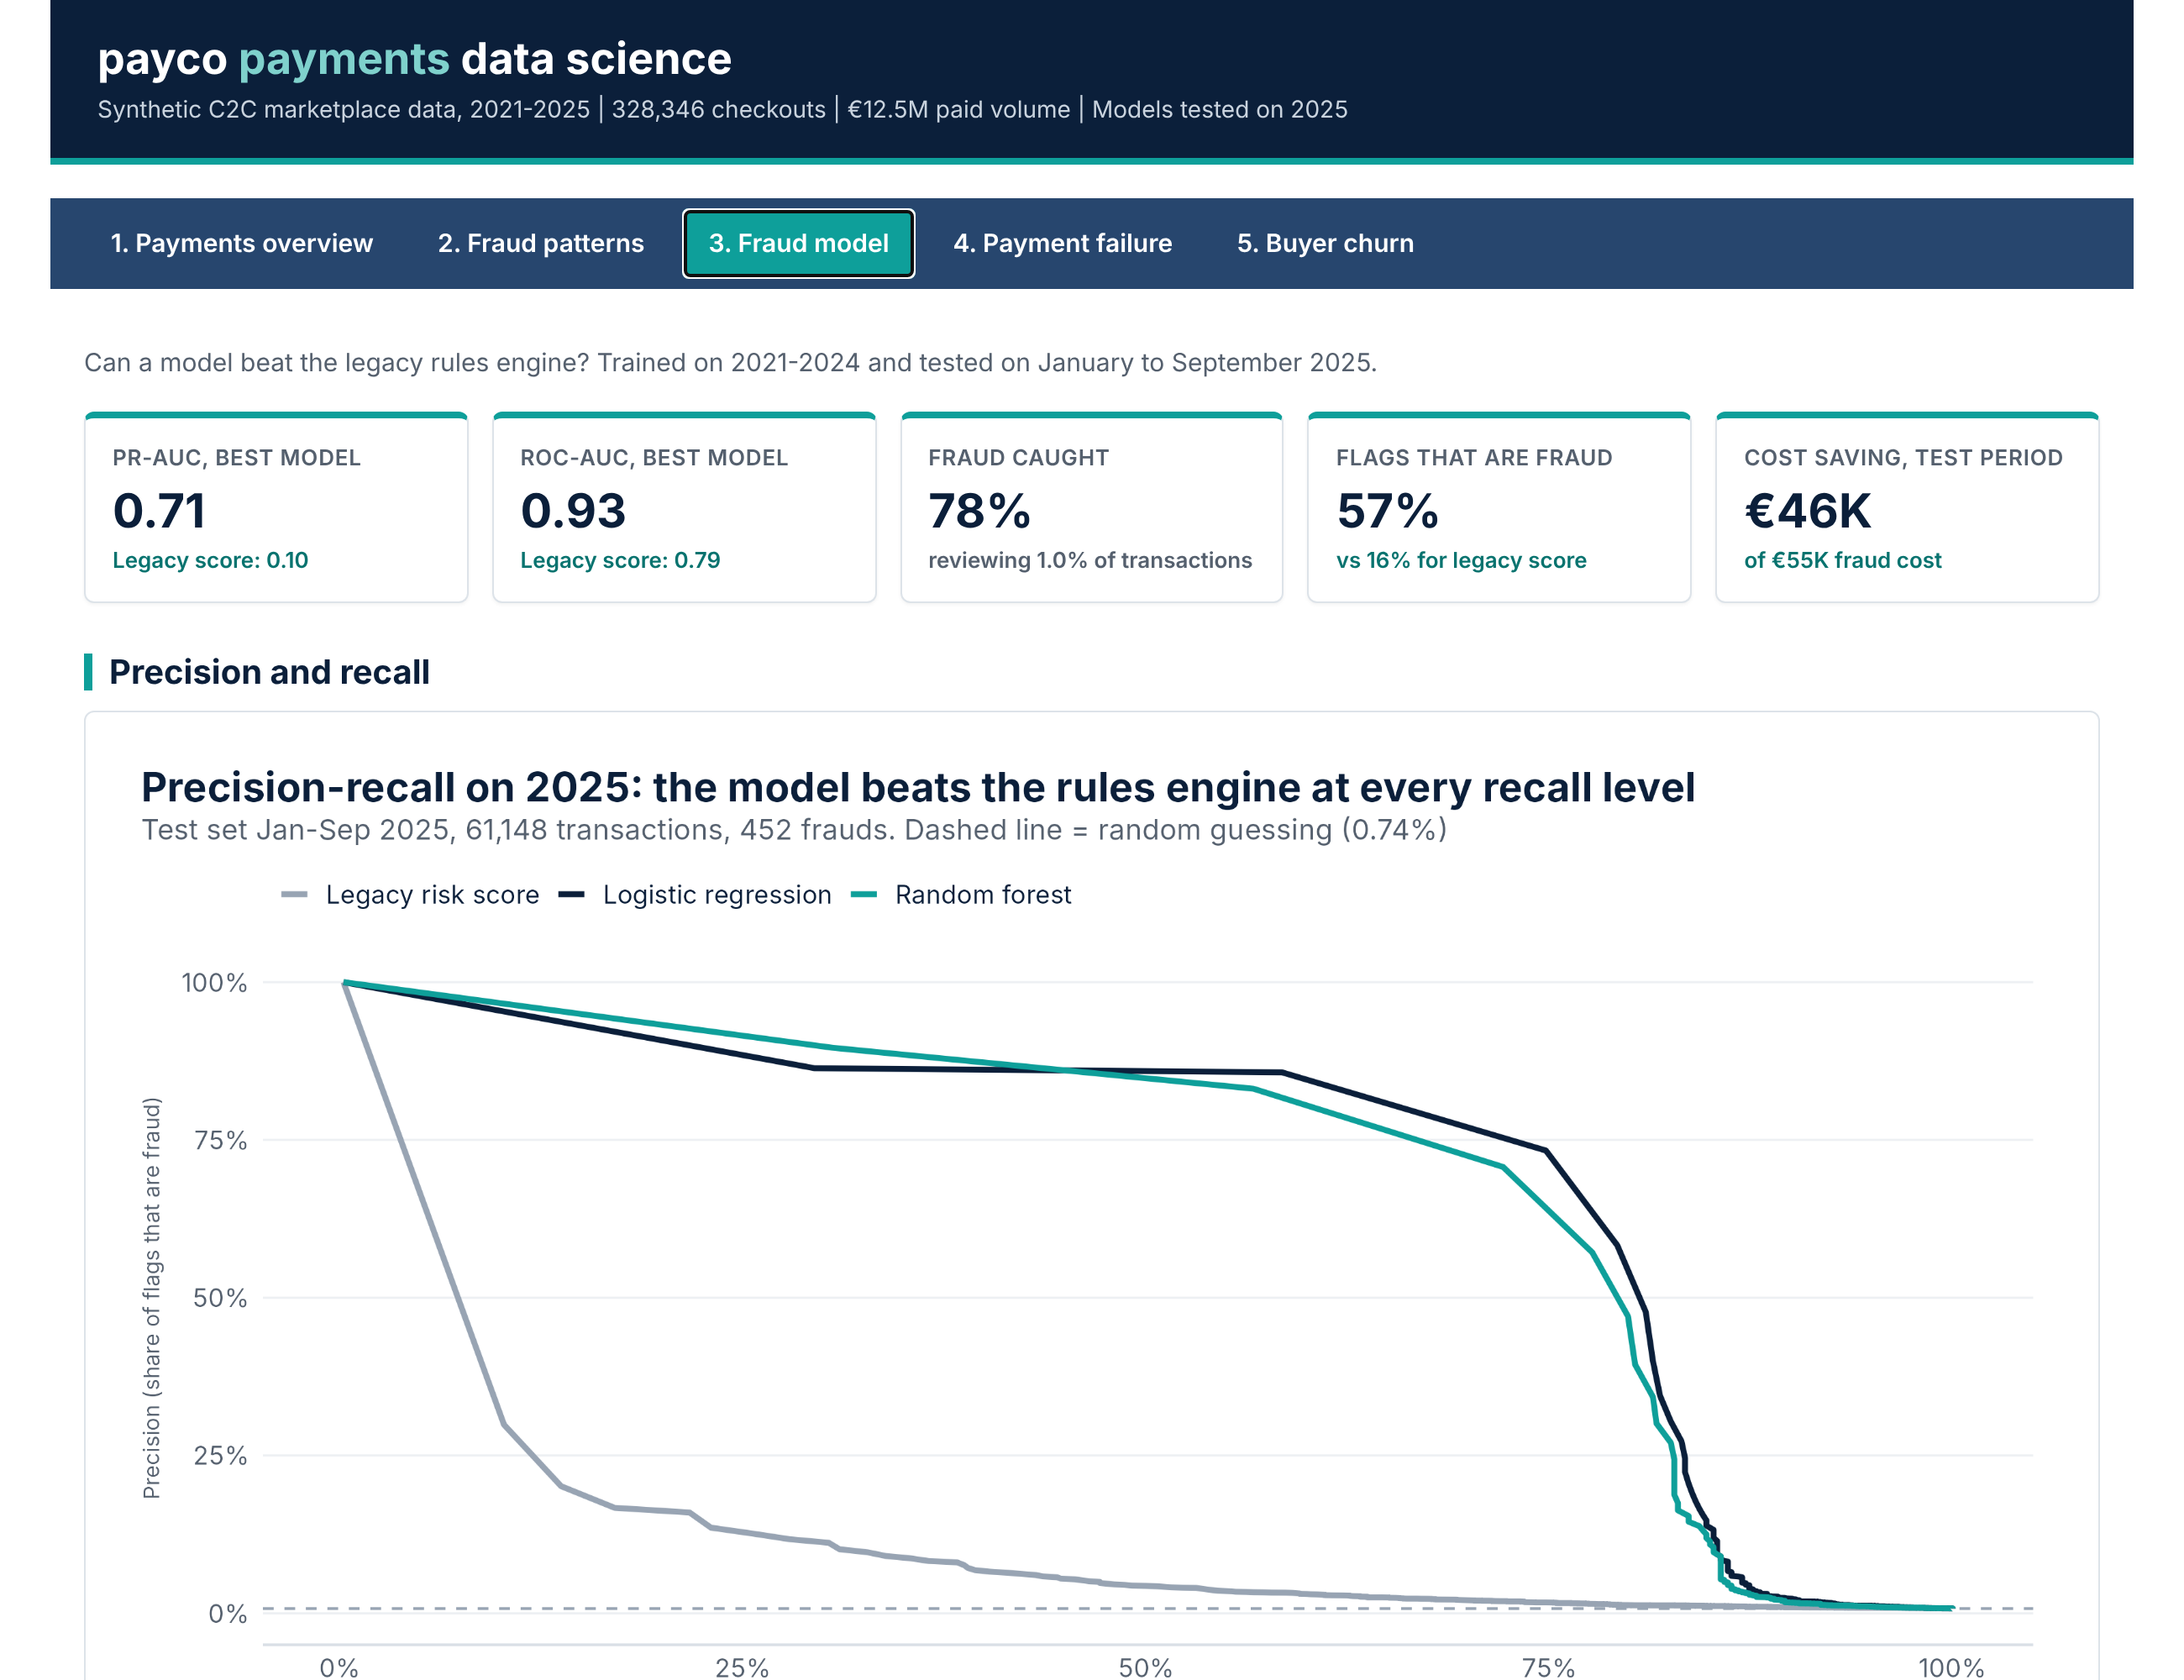 payco payments data science
Synthetic C2C marketplace data, 2021-2025 | 328,346 checkouts | €12.5M paid volume | Models tested on 2025
1. Payments overview
2. Fraud patterns
3. Fraud model
4. Payment failure
5. Buyer churn
Can a model beat the legacy rules engine? Trained on 2021-2024 and tested on January to September 2025.
PR-AUC, BEST MODEL
0.71
Legacy score: 0.10
ROC-AUC, BEST MODEL
0.93
Legacy score: 0.79
FRAUD CAUGHT
78%
reviewing 1.0% of transactions
FLAGS THAT ARE FRAUD
57%
vs 16% for legacy score
COST SAVING, TEST PERIOD
€46K
of €55K fraud cost
Precision and recall
Precision-recall on 2025: the model beats the rules engine at every recall level
Test set Jan-Sep 2025, 61,148 transactions, 452 frauds. Dashed line = random guessing (0.74%)
Legacy risk score
Logistic regression
Random forest
Precision (share of flags that are fraud)
100%
75%
50%
25%
0%
0%
25%
50%
75%
100%